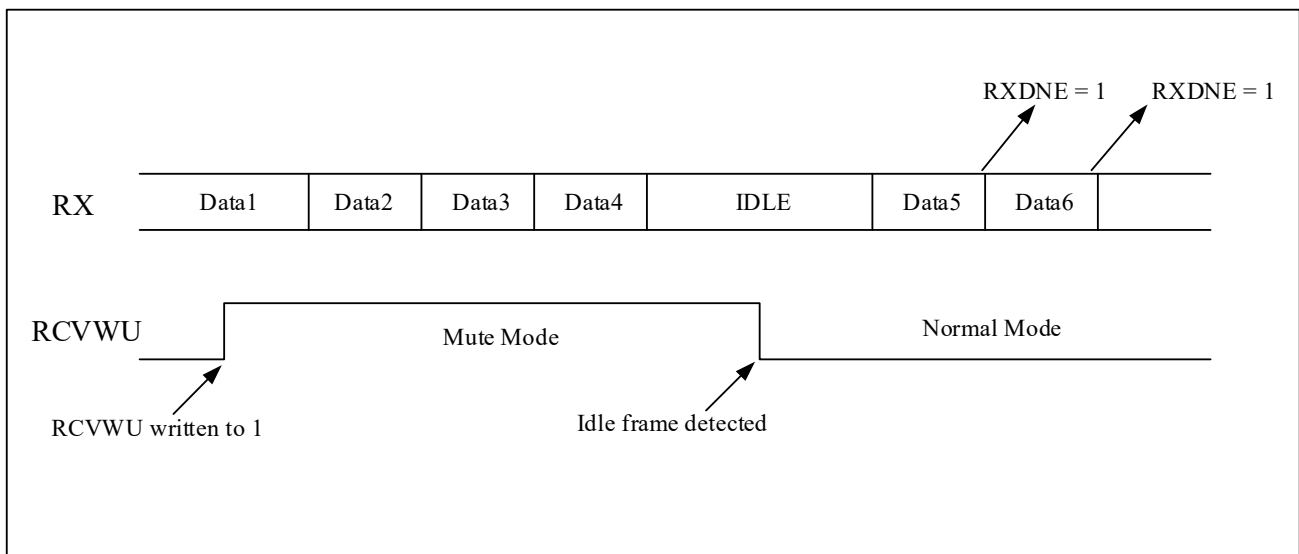 RXDNE = 1 RXDNE = 1
RX Data1 Data2 Data3 Data4 IDLE Data5 Data6
RCVWU Mute Mode Normal Mode
RCVWU written to 1 Idle frame detected